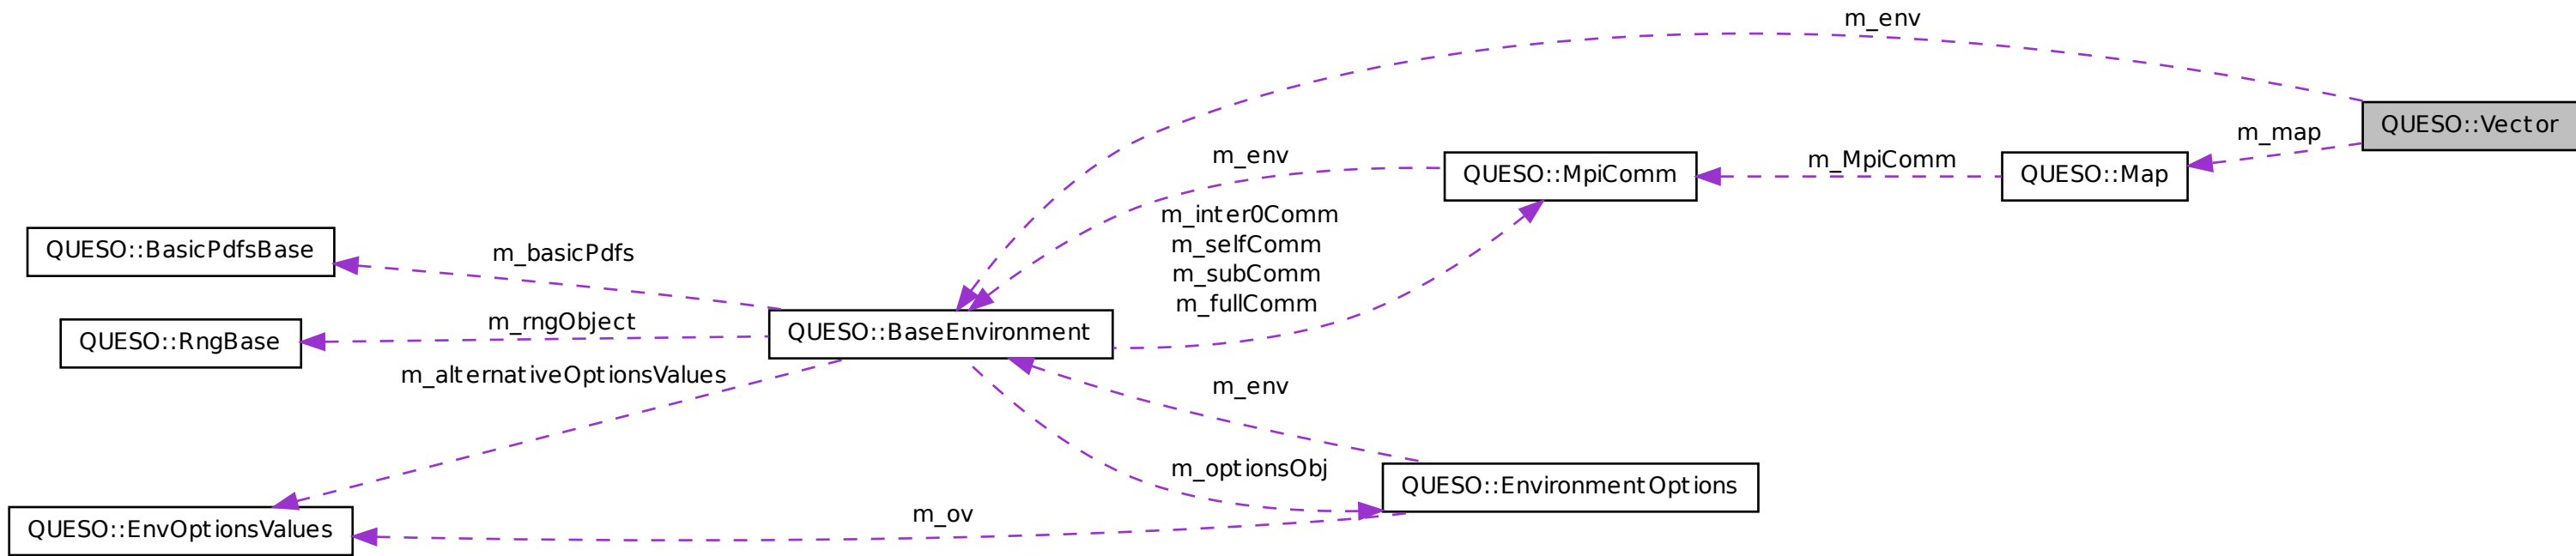 m_env
QUESO::Vector
m_map
m_env
m_MpiComm
QUESO::MpiComm
QUESO::Map
m_inter0Comm
m_selfComm
m_subComm
m_fullComm
QUESO::BasicPdfsBase
m_basicPdfs
m_rngObject
QUESO::BaseEnvironment
QUESO::RngBase
m_alternativeOptionsValues
m_env
m_optionsObj
QUESO::EnvironmentOptions
m_ov
QUESO::EnvOptionsValues